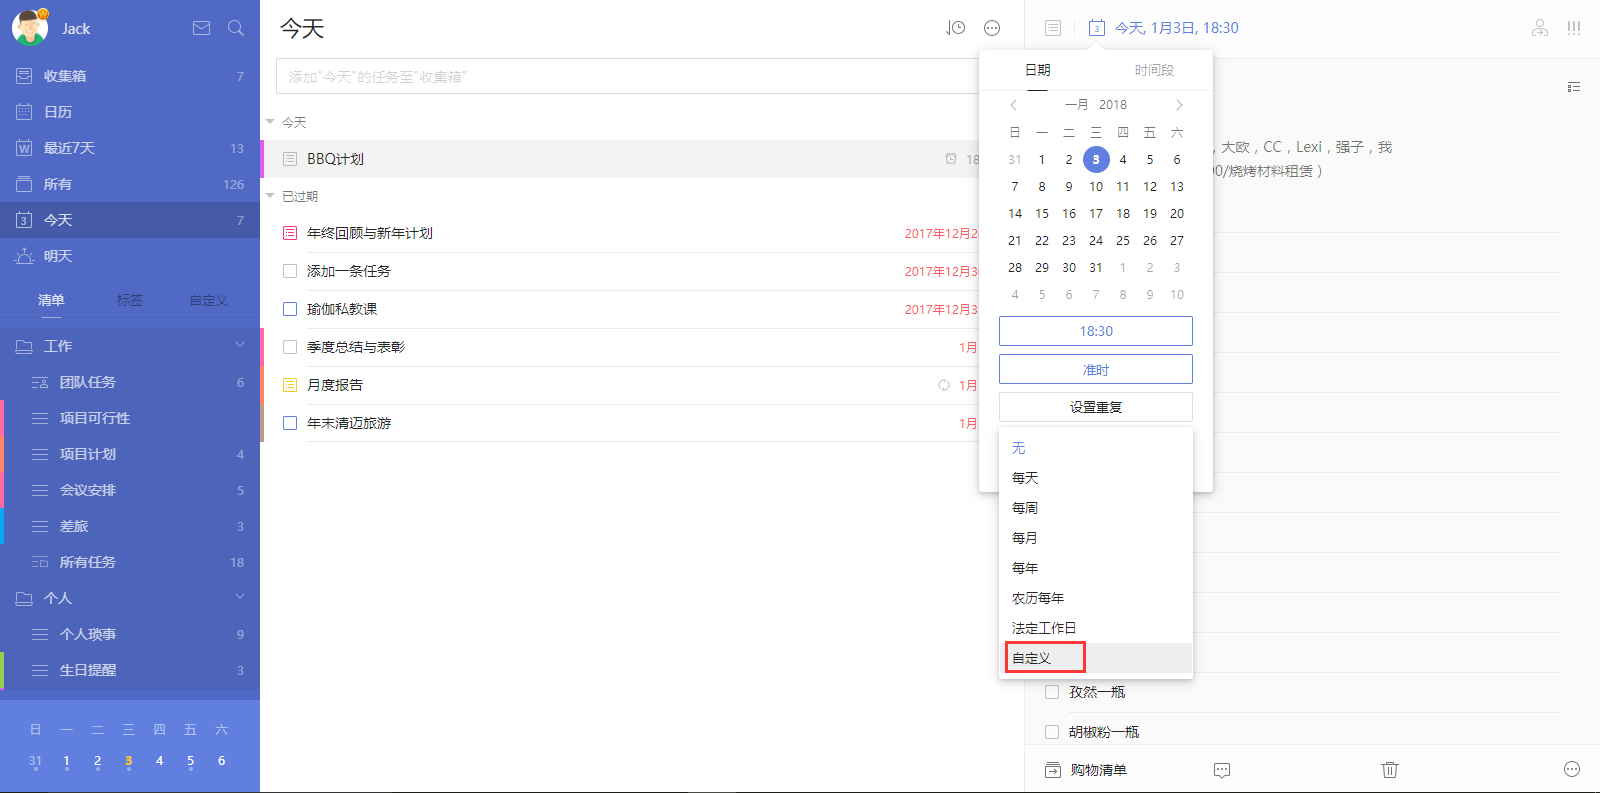 Jack
收集箱 7
日历
最近7天 13
所有 126
今天 7
明天
清单 标签 自定义
工作
团队任务 6
项目可行性
项目计划 4
会议安排 5
差旅 3
所有任务 18
个人
个人琐事 9
生日提醒 3
日 一 二 三 四 五 六
31 1 2 3 4 5 6
今天
添加"今天"的任务至"收集箱"
今天
BBQ计划 18
已过期
年终回顾与新年计划 2017年12月2
添加一条任务 2017年12月3
瑜伽私教课 2017年12月3
季度总结与表彰 1月
月度报告 1月
年末清迈旅游 1月
今天, 1月3日, 18:30
日期 时间段
一月 2018
日 一 二 三 四 五 六
31 1 2 3 4 5 6
7 8 9 10 11 12 13
14 15 16 17 18 19 20
21 22 23 24 25 26 27
28 29 30 31 1 2 3
4 5 6 7 8 9 10
18:30
准时
设置重复
无
每天
每周
每月
每年
农历每年
法定工作日
自定义
，大欧，CC，Lexi，强子，我
0/烧烤材料租赁）
孜然一瓶
胡椒粉一瓶
购物清单